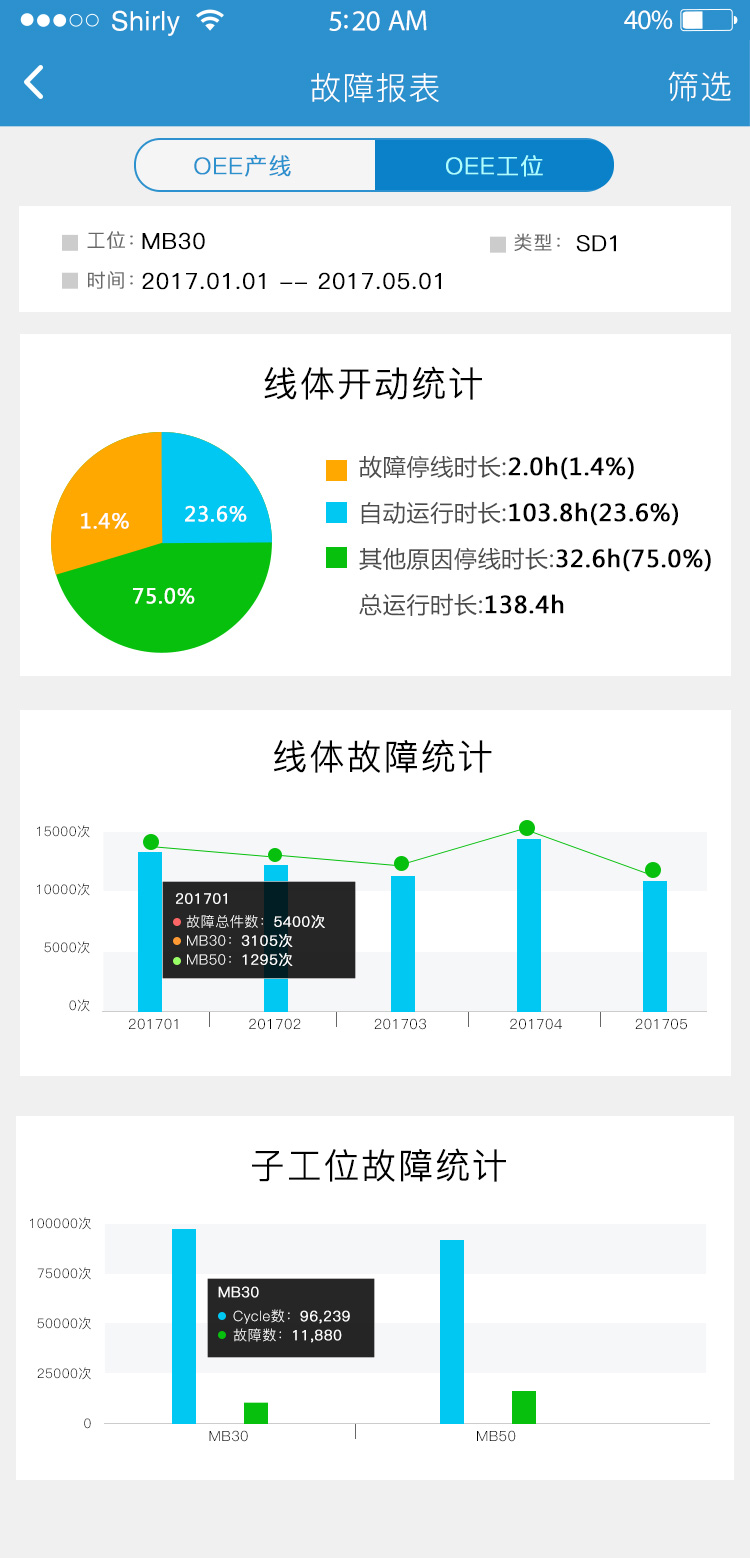 Shirly 5:20 AM 40%
故障报表 筛选
OEE产线 OEE工位
工位: MB30 类型: SD1
时间: 2017.01.01 -- 2017.05.01
线体开动统计
1.4% 23.6%
75.0%
故障停线时长:2.0h(1.4%)
自动运行时长:103.8h(23.6%)
其他原因停线时长:32.6h(75.0%)
总运行时长:138.4h
线体故障统计
15000次
10000次
5000次
0次
201701
故障总件数: 5400次
MB30: 3105次
MB50: 1295次
201701 201702 201703 201704 201705
子工位故障统计
100000次
75000次
50000次
25000次
0
MB30
Cycle数: 96,239
故障数: 11,880
MB30 MB50